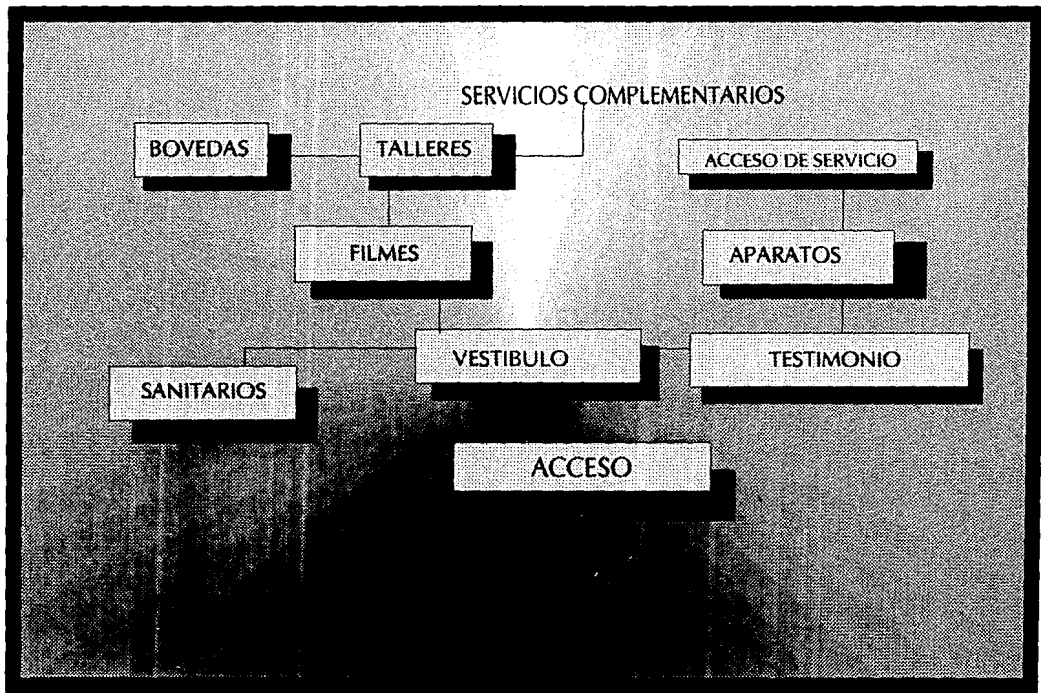 SERVICIOS COMPLEMENTARIOS
BOVEDAS
TALLERES
ACCESO DE SERVICIO
FILMES
APARATOS
VESTIBULO
TESTIMONIO
SANITARIOS
ACCESO